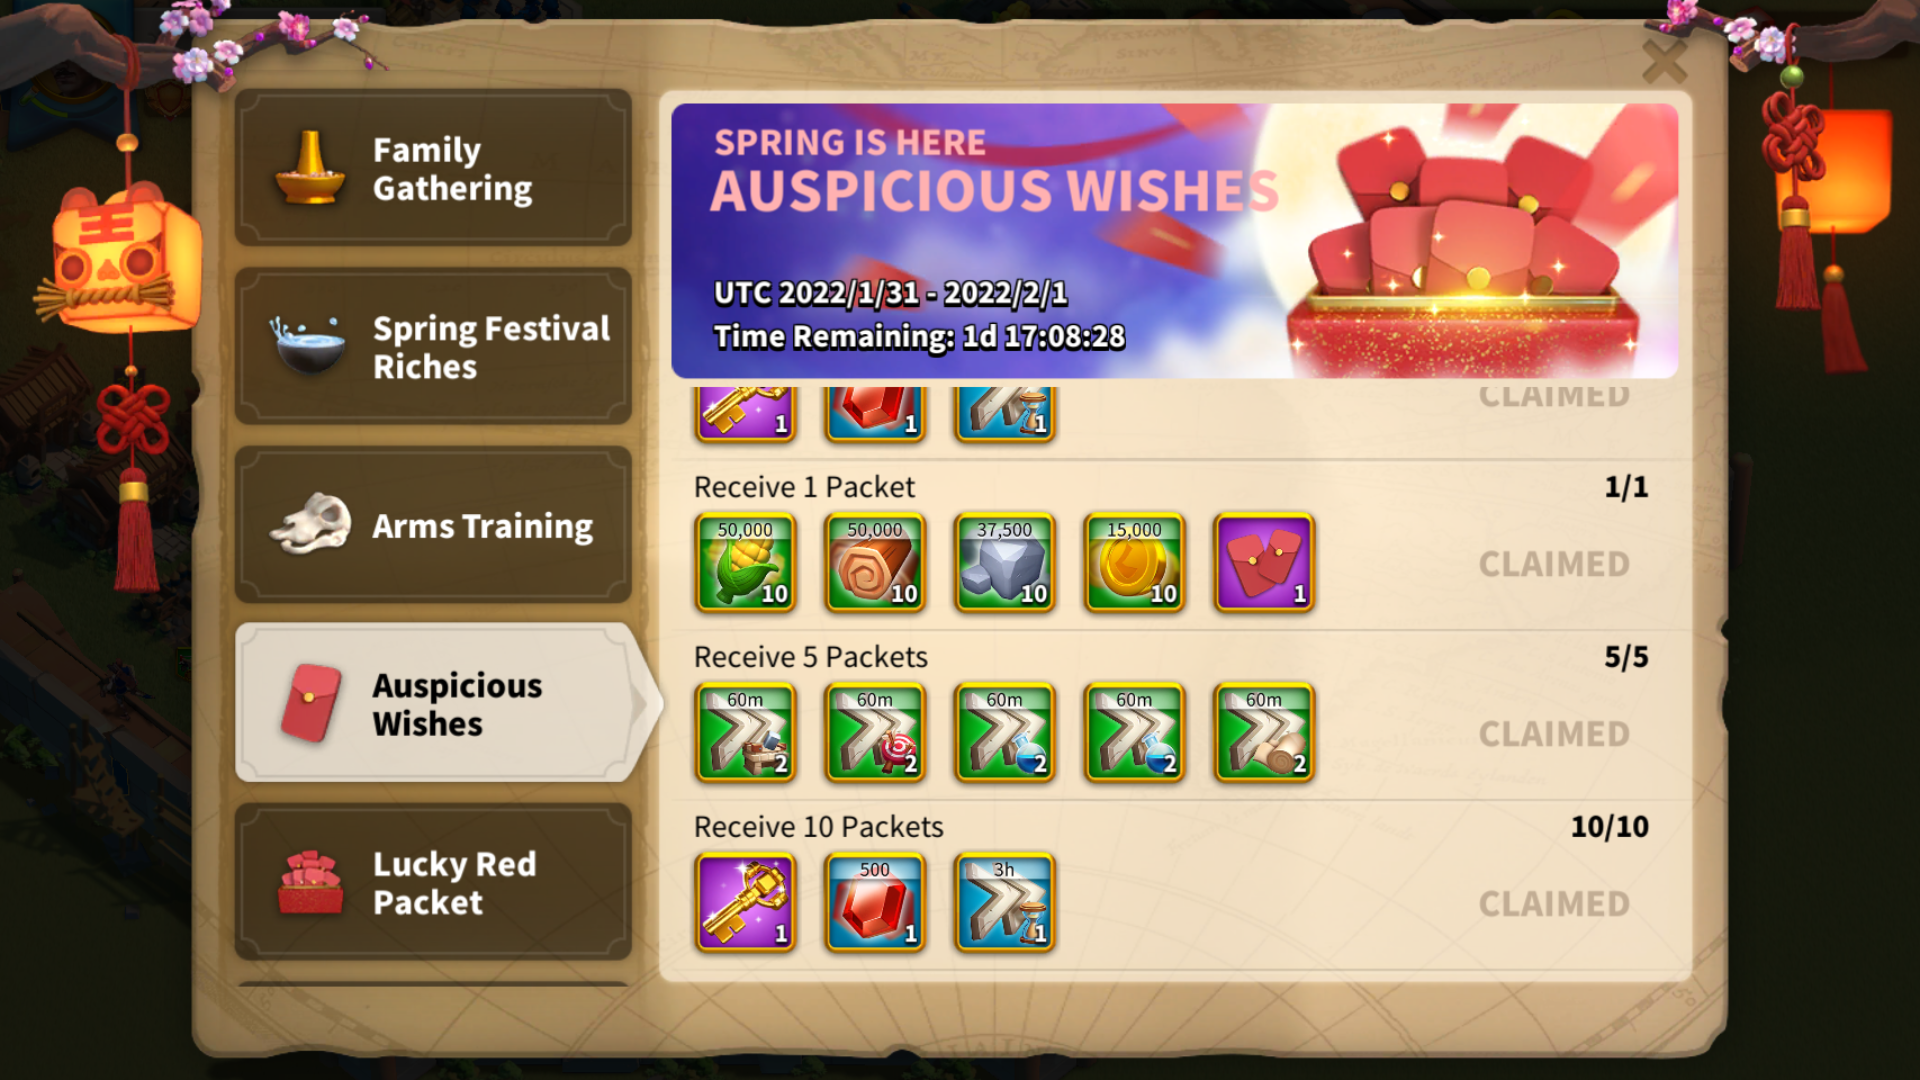 Family
Gathering
Spring Festival
Riches
Arms Training
Auspicious
Wishes
Lucky Red
Packet
王
SPRING IS HERE
AUSPICIOUS WISHES
UTC 2022/1/31 - 2022/2/1
Time Remaining: 1d 17:08:28
1 1 1
CLAIMED
Receive 1 Packet 1/1
50,000 50,000 37,500 15,000
10 10 10 10 1
CLAIMED
Receive 5 Packets 5/5
60m 60m 60m 60m 60m
2 2 2 2 2
CLAIMED
Receive 10 Packets 10/10
500 3h
1 1 1
CLAIMED